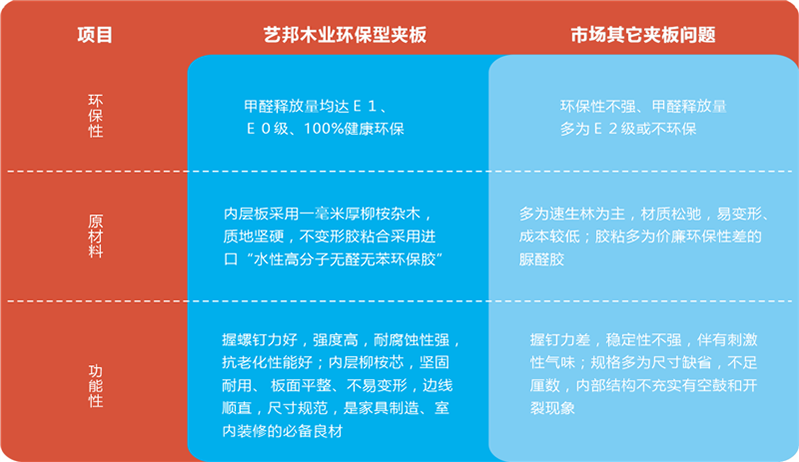 项目
艺邦木业环保型夹板
市场其它夹板问题
环保性
甲醛释放量均达E1、
E0级、100%健康环保
环保性不强、甲醛释放量
多为E2级或不环保
原材料
内层板采用一毫米厚柳桉杂木，
质地坚硬，不变形胶粘合采用进
口“水性高分子无醛无苯环保胶”
多为速生林为主，材质松驰，易变形、
成本较低；胶粘多为价廉环保性差的
脲醛胶
功能性
握螺钉力好，强度高，耐腐蚀性强，
抗老化性能好；内层柳桉芯，坚固
耐用、板面平整、不易变形，边线
顺直，尺寸规范，是家具制造、室
内装修的必备良材
握钉力差，稳定性不强，伴有刺激
性气味；规格多为尺寸缺省，不足
厘数，内部结构不充实有空鼓和开
裂现象